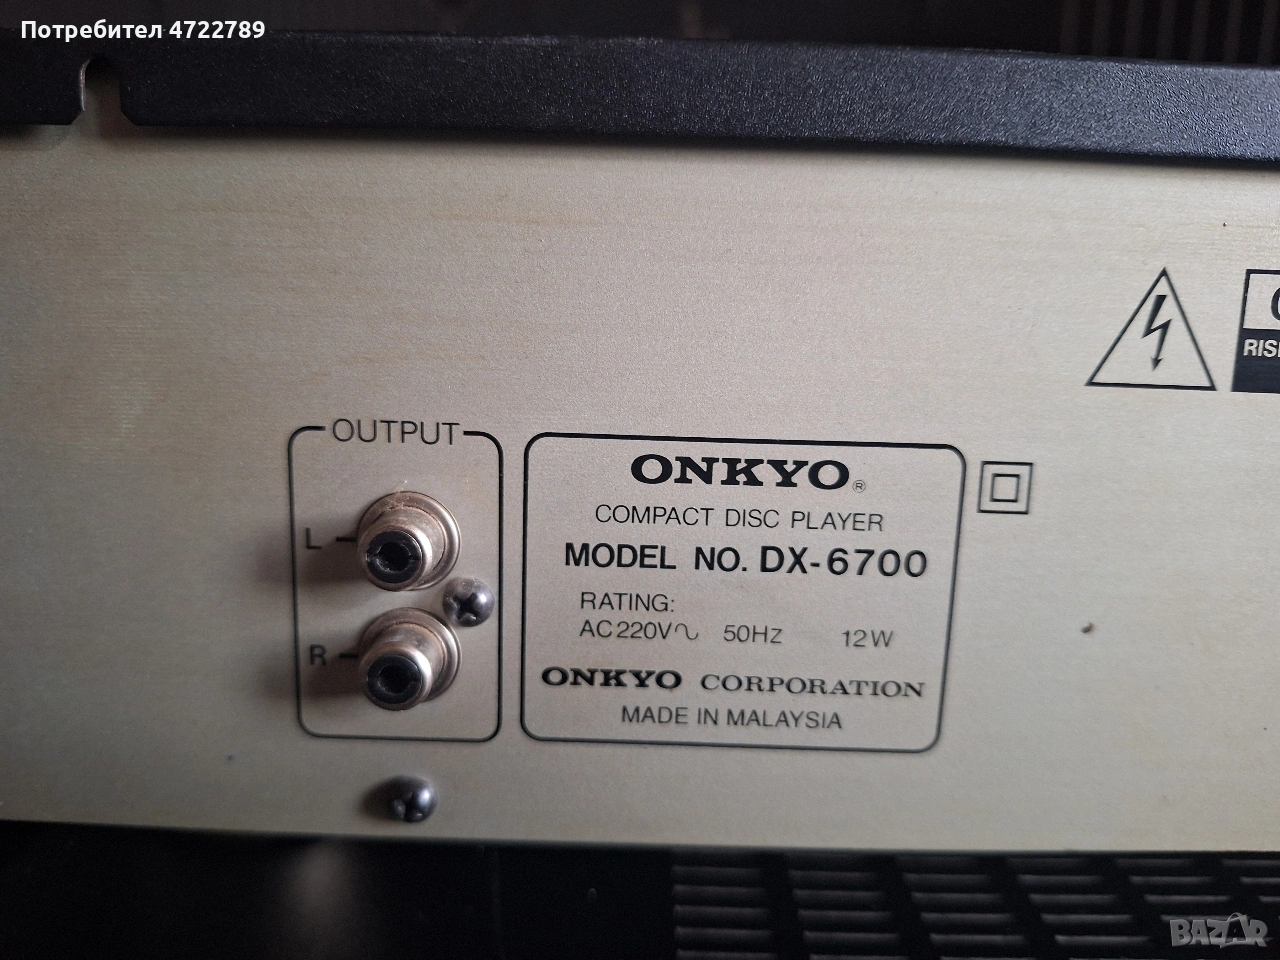 Потребител 4722789
OUTPUT
L
R
ONKYO®
COMPACT DISC PLAYER
MODEL NO. DX-6700
RATING:
AC220V∿ 50HZ 12W
ONKYO CORPORATION
MADE IN MALAYSIA
BAZAR